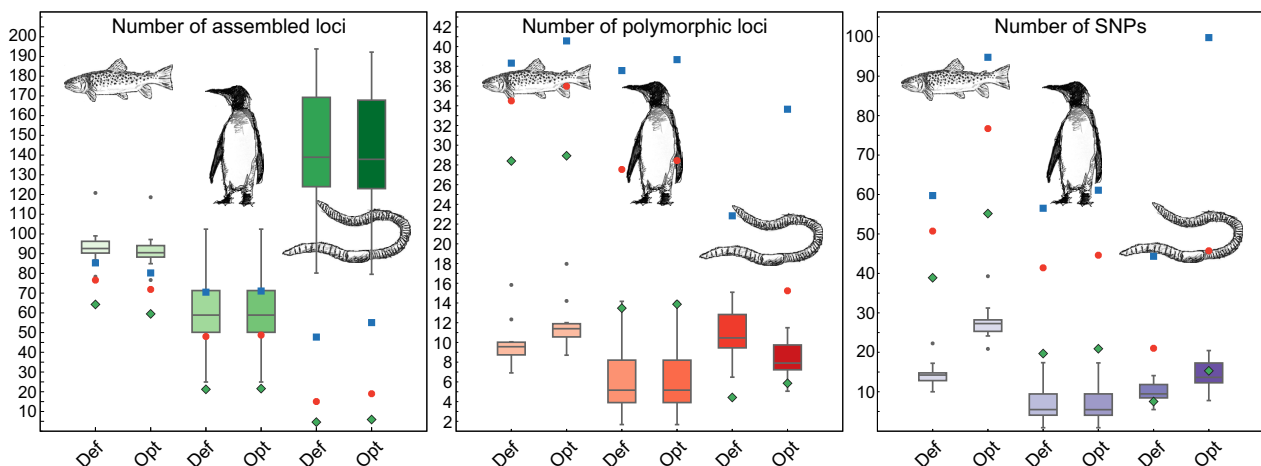 Number of assembled loci
200
190
180
170
160
150
140
130
120
110
100
90
80
70
60
50
40
30
20
10
Def
Opt
Def
Opt
Def
Opt
Number of polymorphic loci
42
40
38
36
34
32
30
28
26
24
22
20
18
16
14
12
10
8
6
4
2
Def
Opt
Def
Opt
Def
Opt
Number of SNPs
100
90
80
70
60
50
40
30
20
10
Def
Opt
Def
Opt
Def
Opt